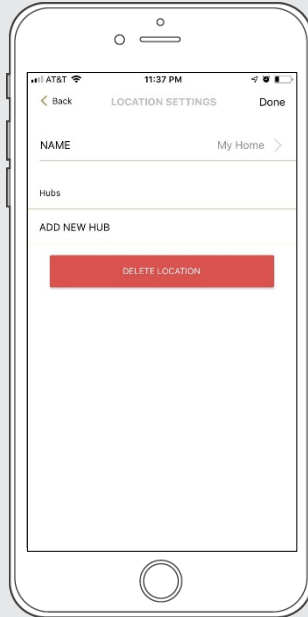 AT&T 11:37 PM
Back LOCATION SETTINGS Done
NAME My Home
Hubs
ADD NEW HUB
DELETE LOCATION